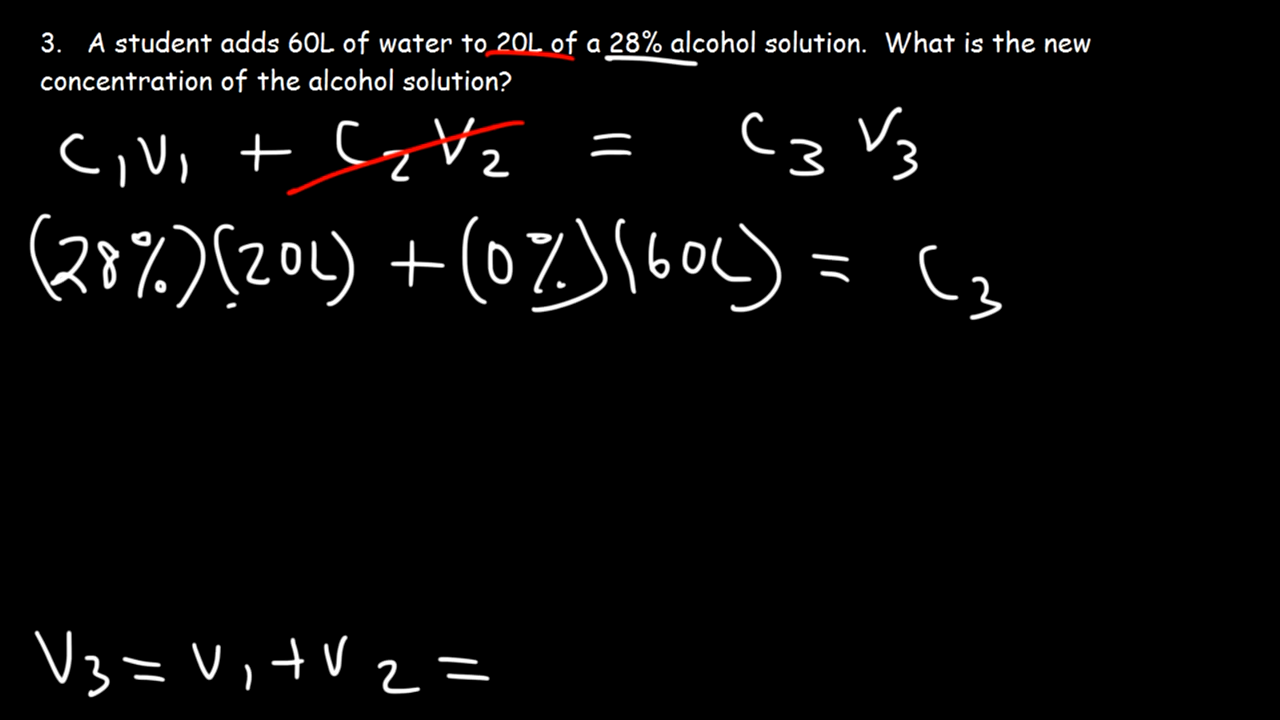 3. A student adds 60L of water to 20L of a 28% alcohol solution. What is the new
concentration of the alcohol solution?
C₁V₁ + C₂V₂ = C₃V₃
(28%)(20L) + (0%)(60L) = C₃
V₃ = V₁ + V₂ =